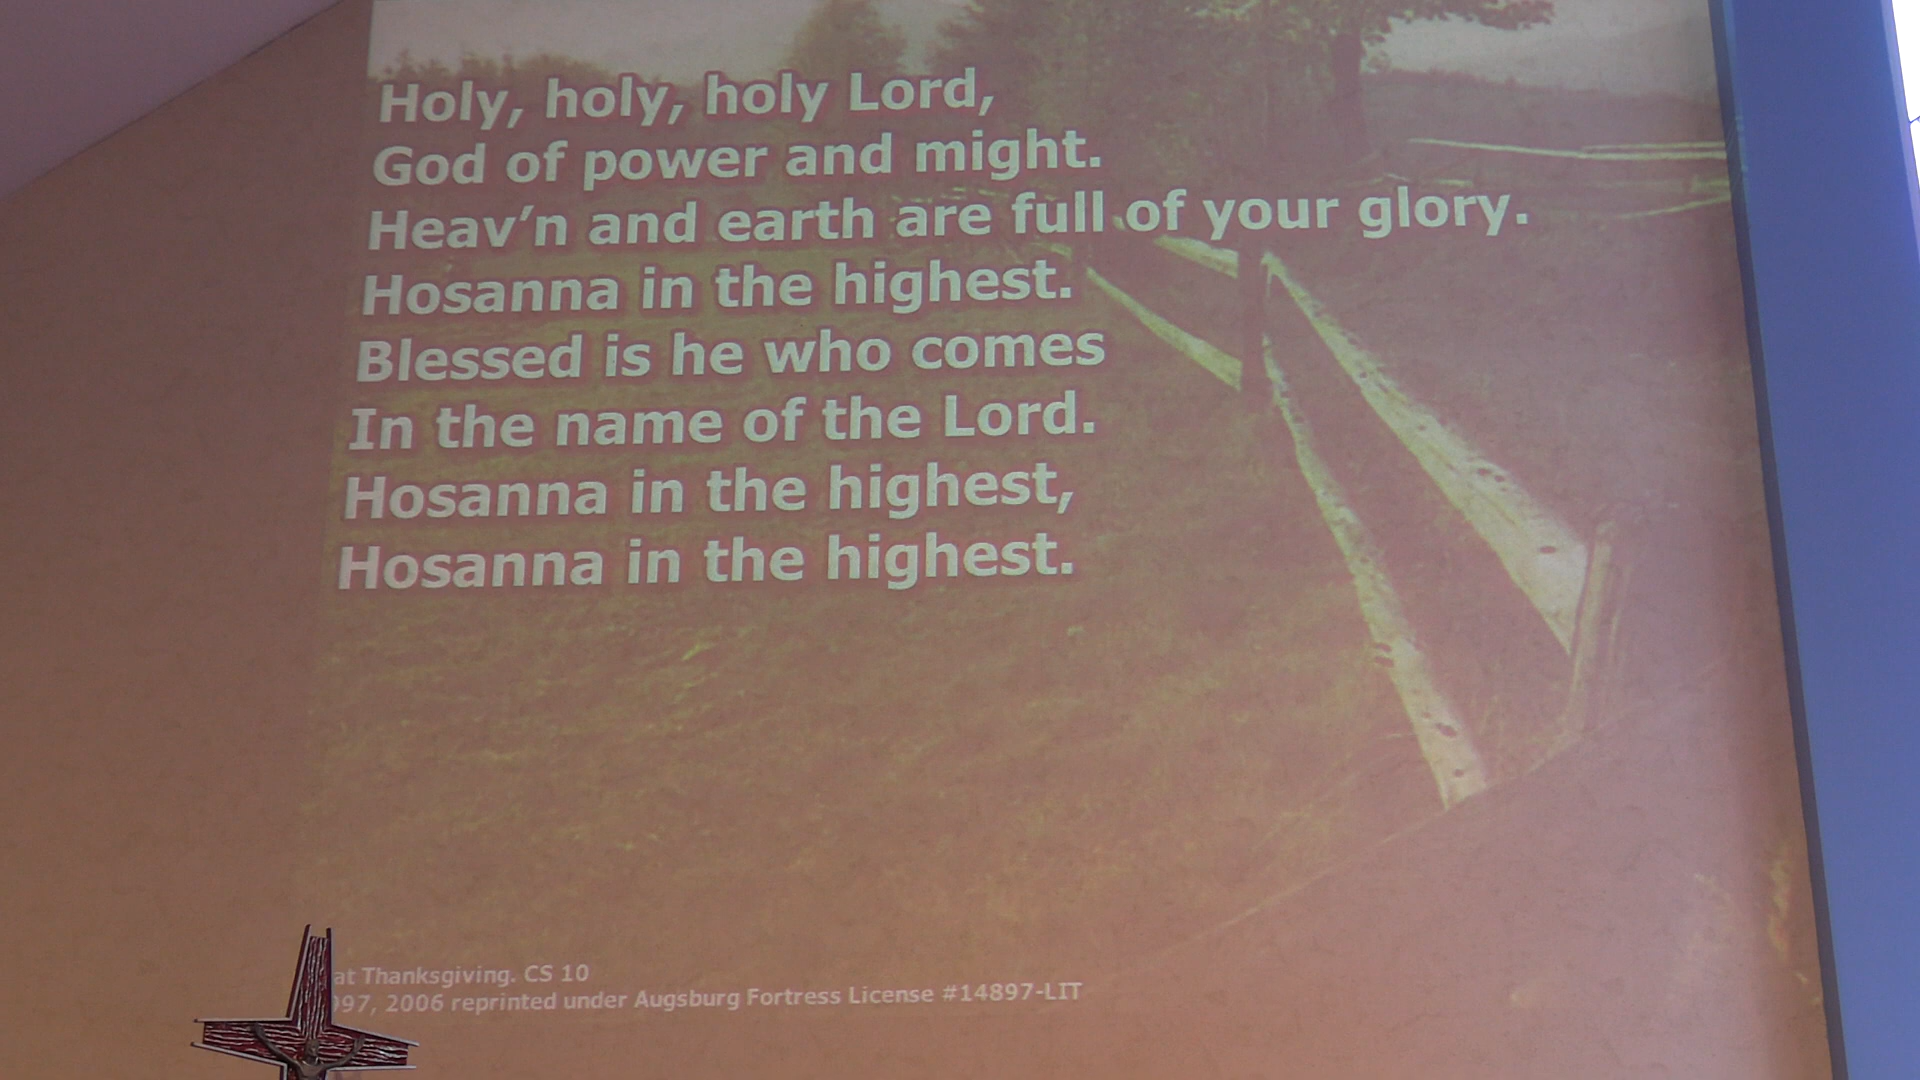 Holy, holy, holy Lord,
God of power and might.
Heav’n and earth are full of your glory.
Hosanna in the highest.
Blessed is he who comes
In the name of the Lord.
Hosanna in the highest,
Hosanna in the highest.
Thanksgiving. CS 10
2006 reprinted under Augsburg Fortress License #14897-LIT